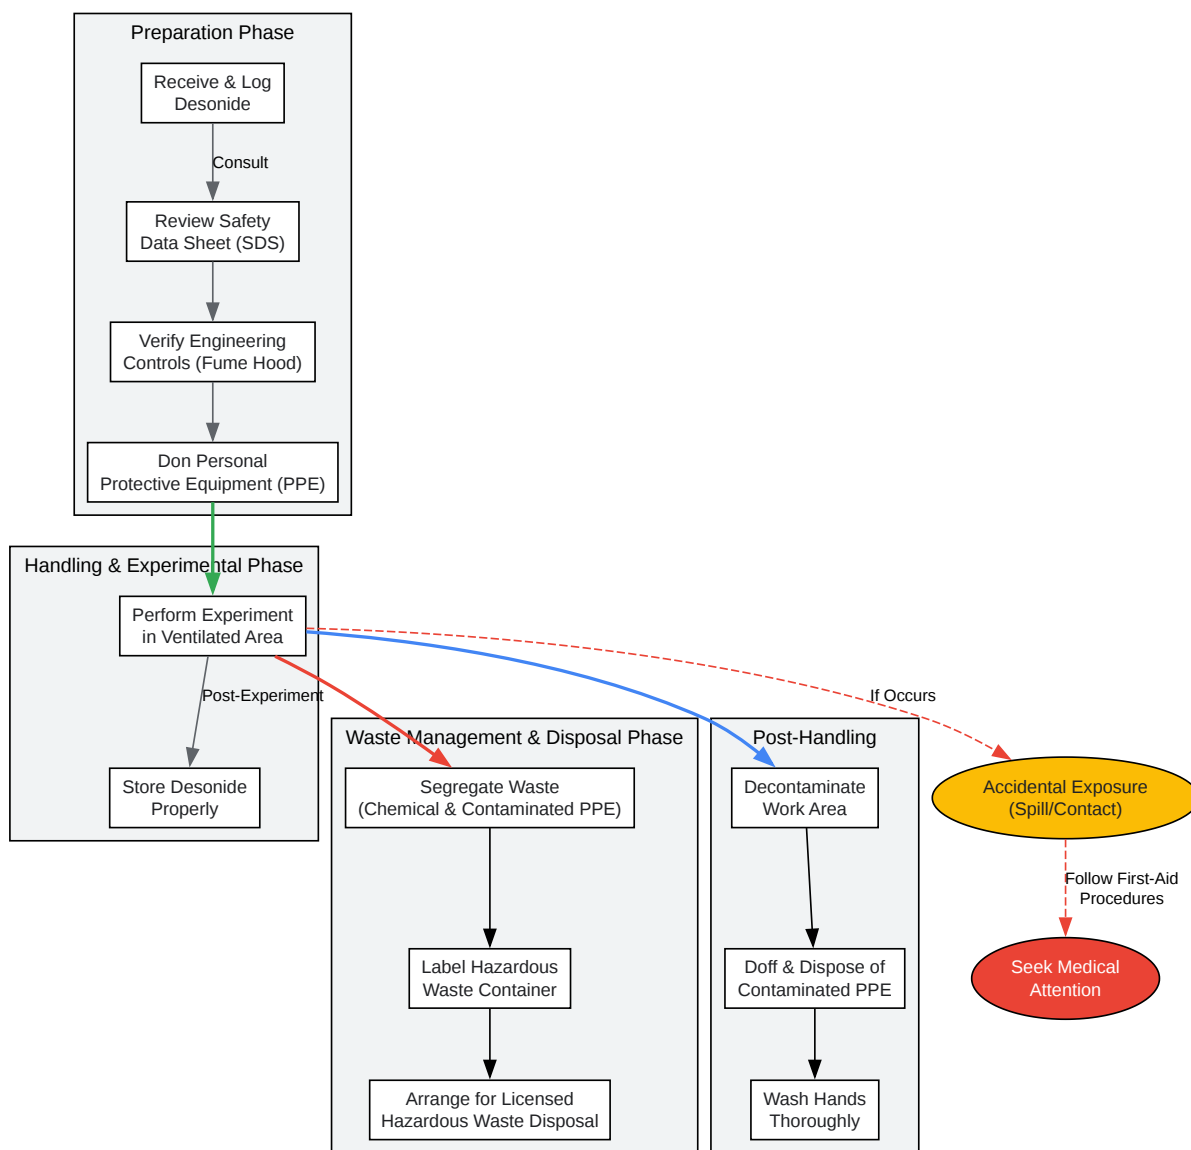 Preparation Phase
Receive & Log
Desonide
Consult
Review Safety
Data Sheet (SDS)
Verify Engineering
Controls (Fume Hood)
Don Personal
Protective Equipment (PPE)
Handling & Experimental Phase
Perform Experiment
in Ventilated Area
Post-Experiment
Store Desonide
Properly
Waste Management & Disposal Phase
Segregate Waste
(Chemical & Contaminated PPE)
Label Hazardous
Waste Container
Arrange for Licensed
Hazardous Waste Disposal
Post-Handling
Decontaminate
Work Area
Doff & Dispose of
Contaminated PPE
Wash Hands
Thoroughly
If Occurs
Accidental Exposure
(Spill/Contact)
Follow First-Aid
Procedures
Seek Medical
Attention